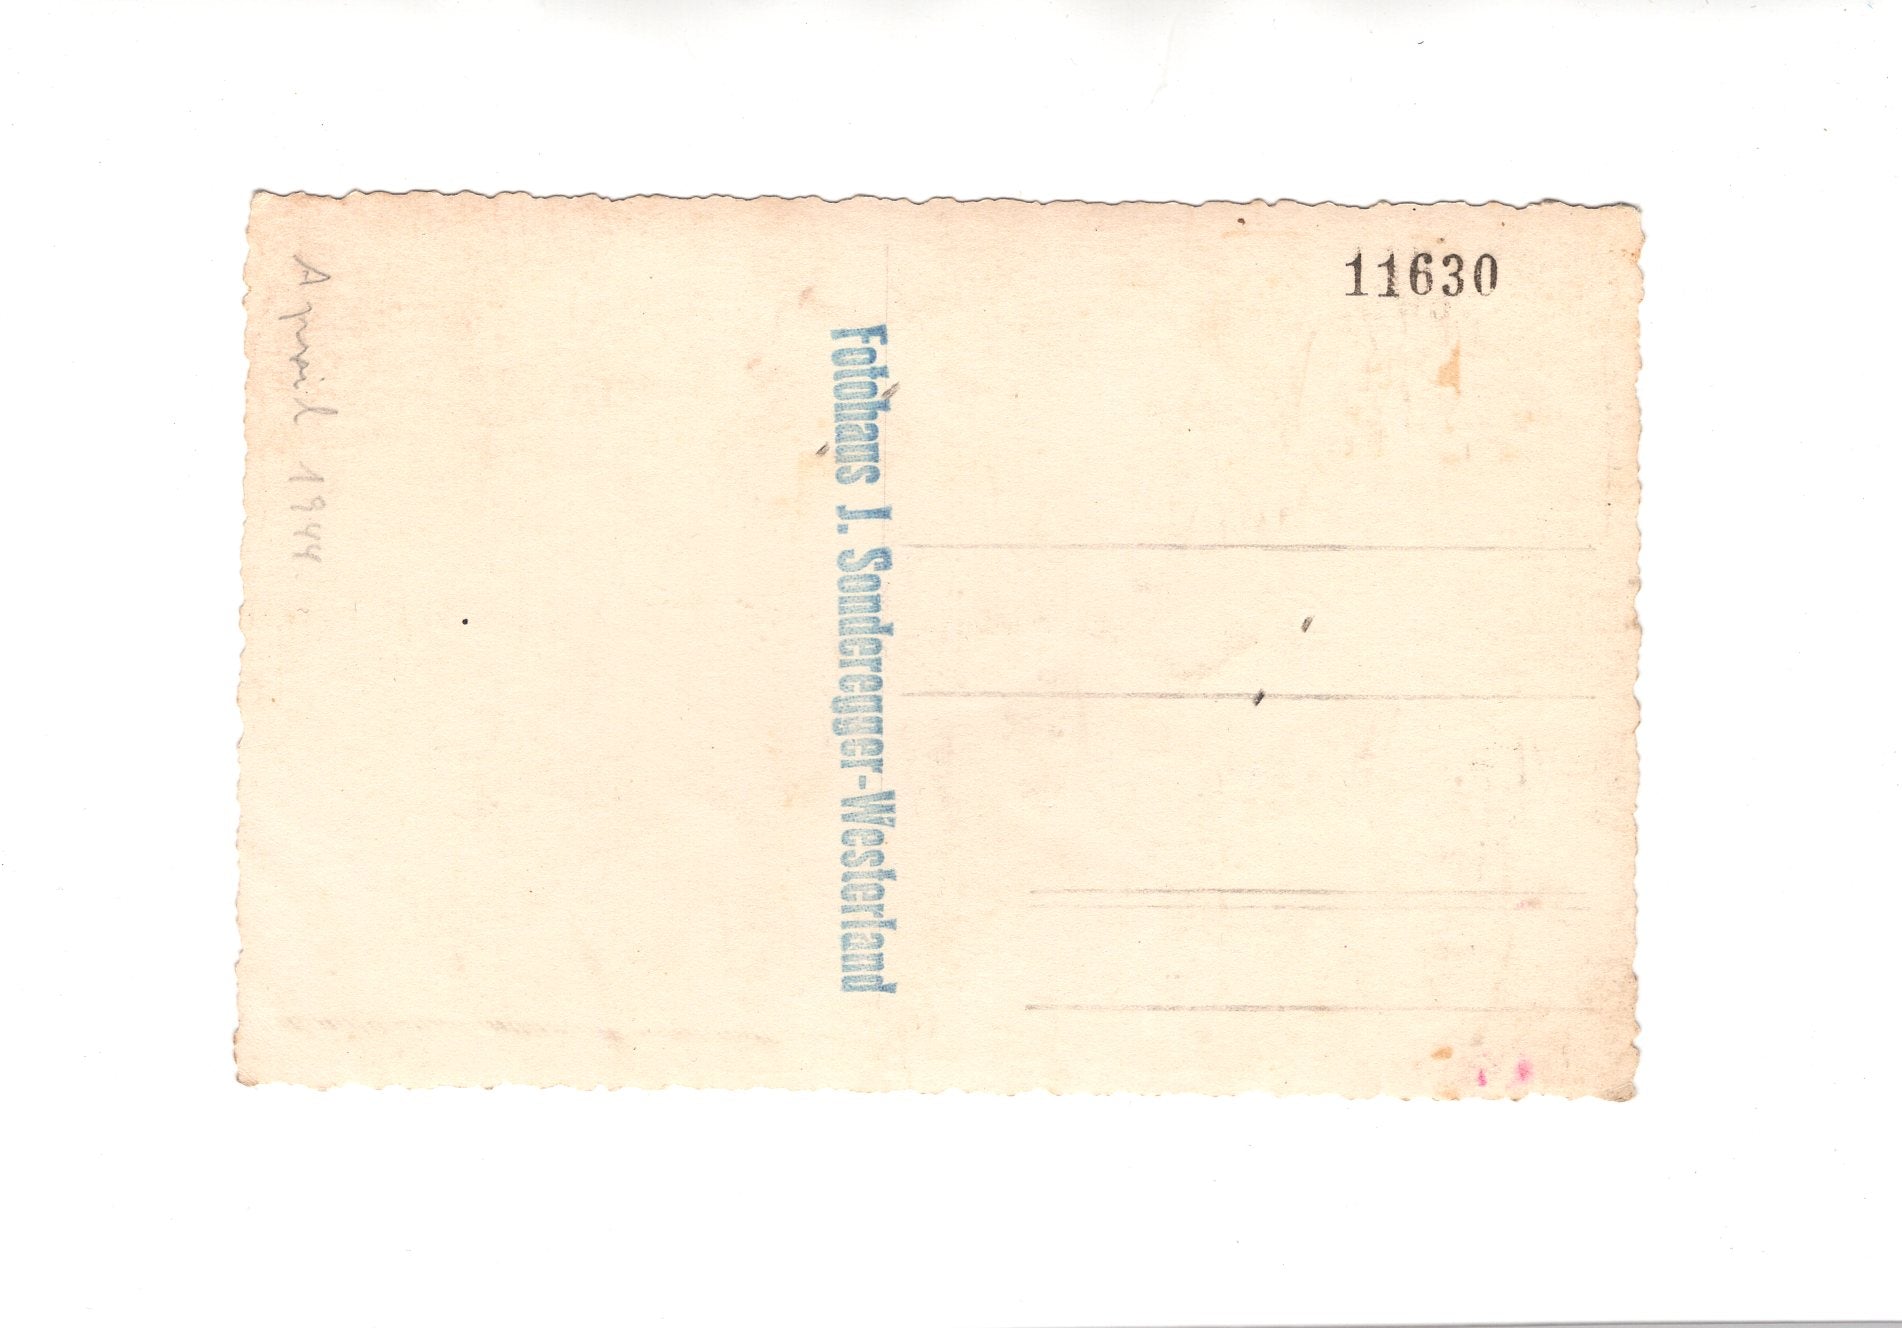 April 1944.
Fotohaus J. Sonderegger-Westerland
11630